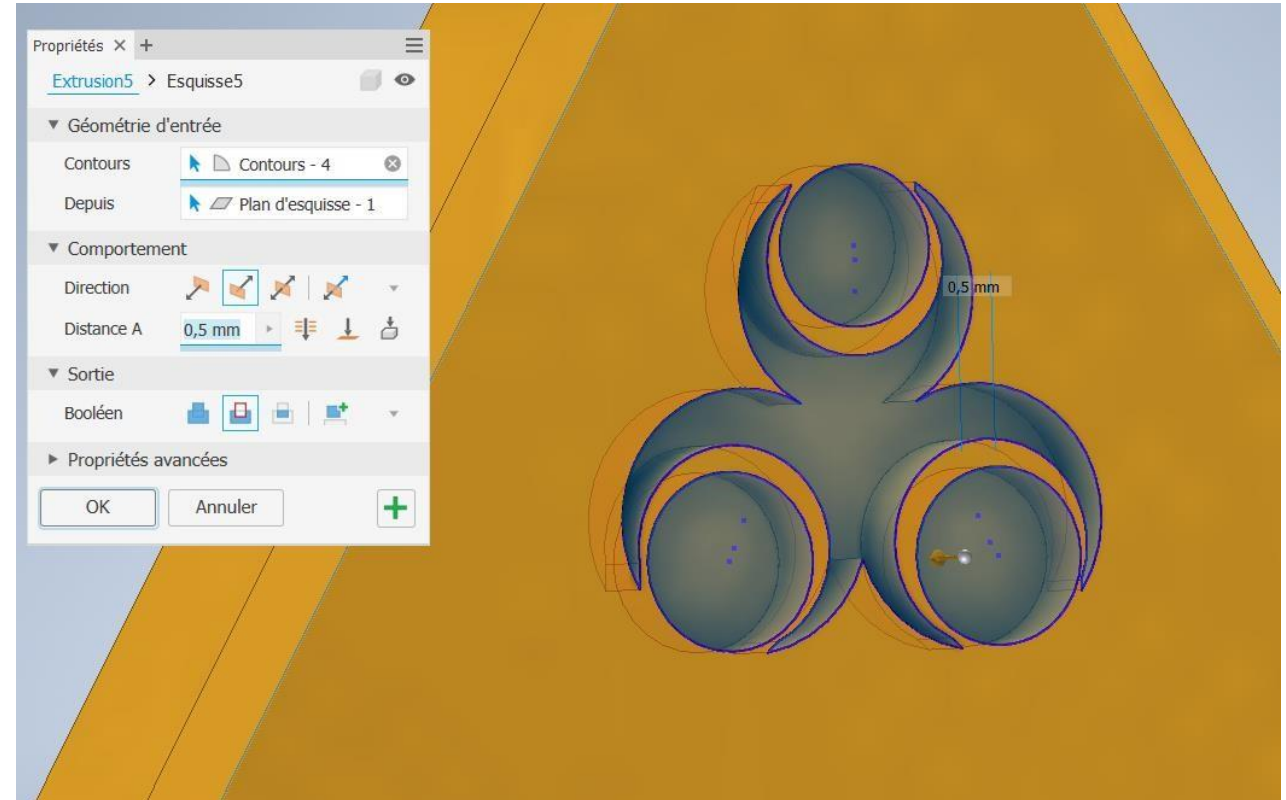 Propriétés × +
Extrusion5 > Esquisse5
Géométrie d'entrée
Contours Contours - 4
Depuis Plan d'esquisse - 1
Comportement
Direction
Distance A 0,5 mm
Sortie
Booléen
Propriétés avancées
OK Annuler
0,5 mm